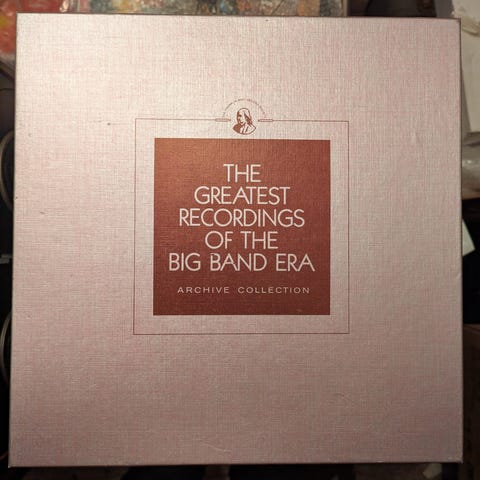 THE
GREATEST
RECORDINGS
OF THE
BIG BAND ERA
ARCHIVE COLLECTION